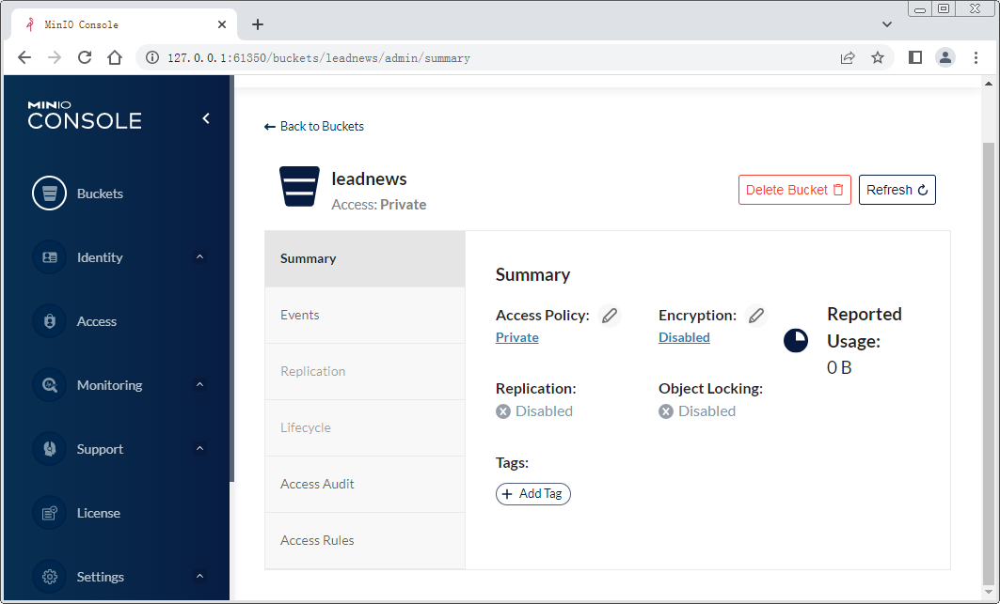 MinIO Console
127.0.0.1:61350/buckets/leadnews/admin/summary
MINIO
CONSOLE
Buckets
Identity
Access
Monitoring
Support
License
Settings
Back to Buckets
leadnews
Access: Private
Delete Bucket
Refresh
Summary
Events
Replication
Lifecycle
Access Audit
Access Rules
Summary
Access Policy:
Private
Encryption:
Disabled
Reported
Usage:
0 B
Replication:
Disabled
Object Locking:
Disabled
Tags:
Add Tag